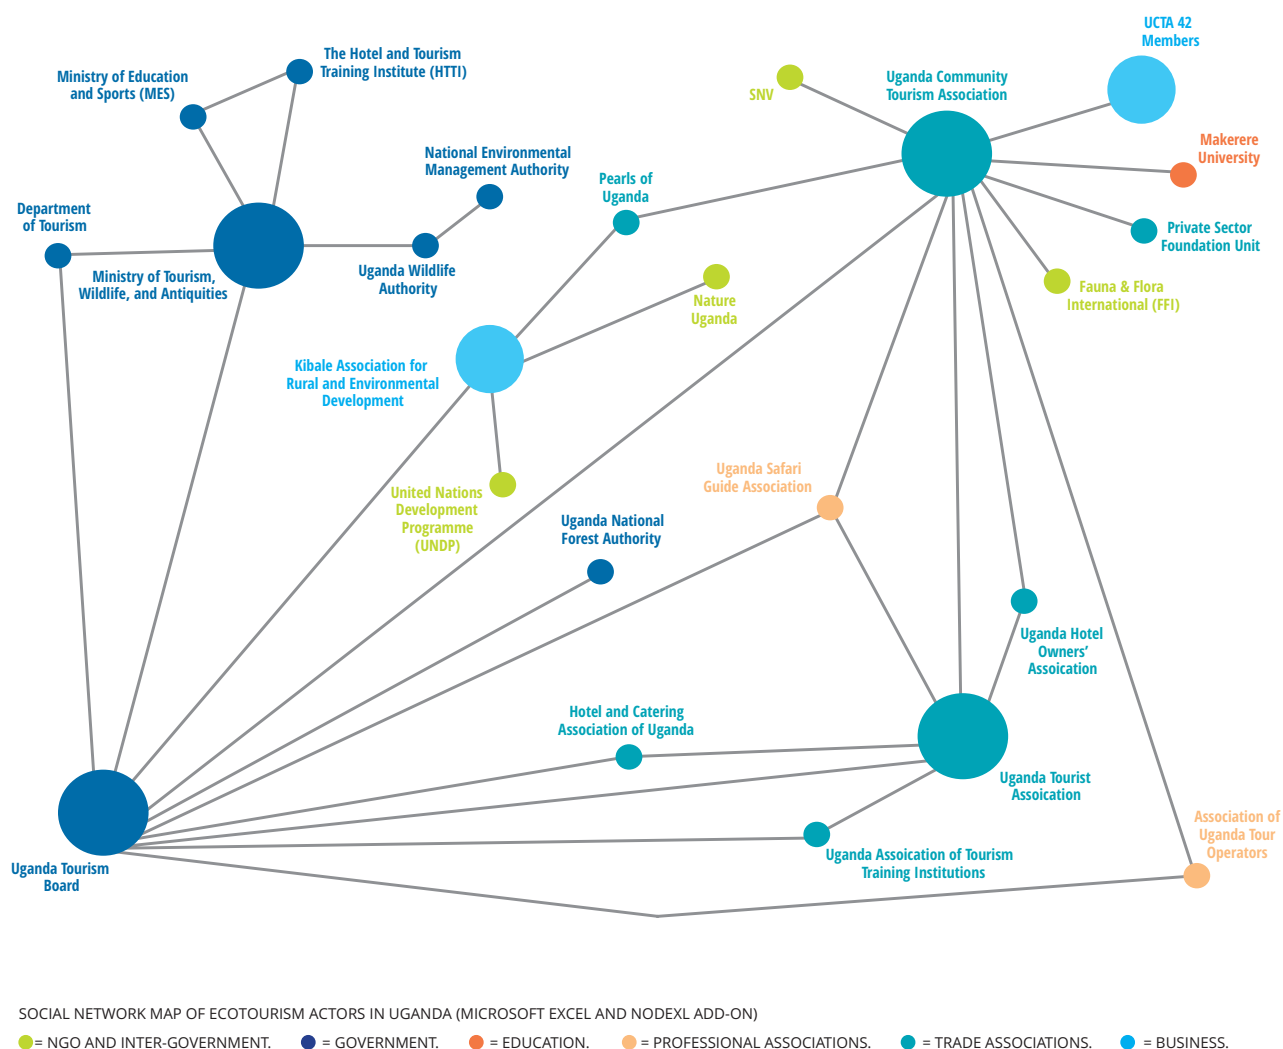 UCTA 42
Members
The Hotel and Tourism
Training Institute (HTTI)
Ministry of Education
and Sports (MES)
SNV
Uganda Community
Tourism Association
Makerere
University
National Environmental
Management Authority
Pearls of
Uganda
Department
of Tourism
Private Sector
Foundation Unit
Ministry of Tourism,
Wildlife, and Antiquities
Uganda Wildlife
Authority
Nature
Uganda
Fauna & Flora
International (FFI)
Kibale Association for
Rural and Environmental
Development
Uganda Safari
Guide Association
United Nations
Development
Programme
(UNDP)
Uganda National
Forest Authority
Uganda Hotel
Owners’
Assoication
Hotel and Catering
Association of Uganda
Uganda Tourist
Assoication
Association of
Uganda Tour
Operators
Uganda Assoication of Tourism
Training Institutions
Uganda Tourism
Board
SOCIAL NETWORK MAP OF ECOTOURISM ACTORS IN UGANDA (MICROSOFT EXCEL AND NODEXL ADD-ON)
= NGO AND INTER-GOVERNMENT. = GOVERNMENT. = EDUCATION. = PROFESSIONAL ASSOCIATIONS. = TRADE ASSOCIATIONS. = BUSINESS.